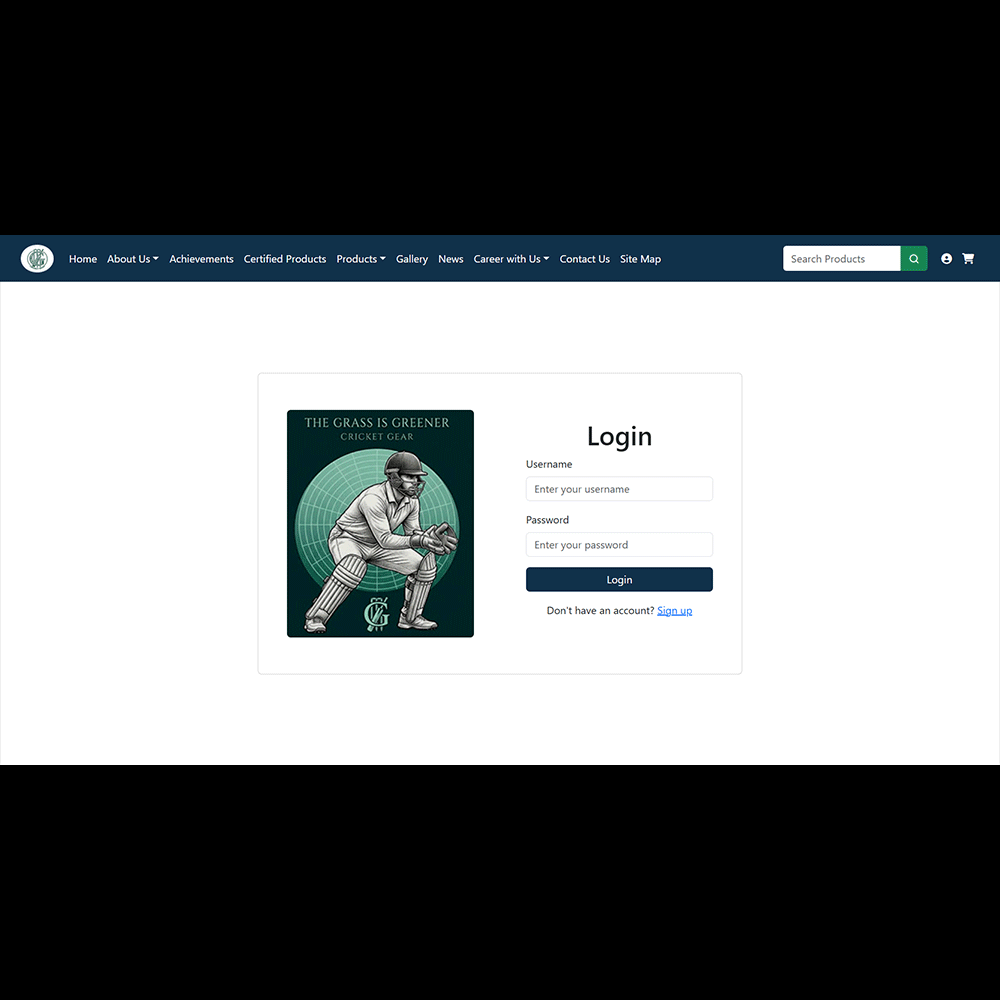 Home About Us Achievements Certified Products Products Gallery News Career with Us Contact Us Site Map Search Products
THE GRASS IS GREENER
CRICKET GEAR
Login
Username
Enter your username
Password
Enter your password
Login
Don't have an account? Sign up